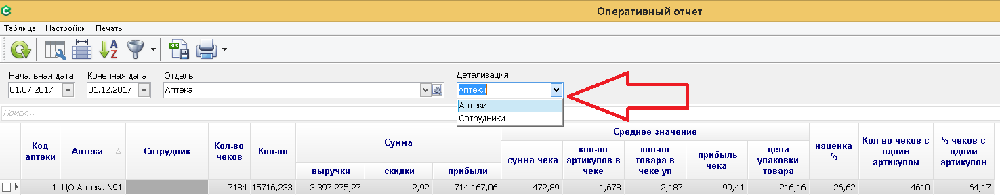 Оперативный отчет
Таблица Настройки Печать
A
Z
XLS
Начальная дата Конечная дата Отделы Детализация
01.07.2017 01.12.2017 Аптека Аптеки
Аптеки
Сотрудники
Поиск...
Код аптеки Аптека Сотрудник Кол-во чеков Кол-во Сумма Среднее значение наценка % Кол-во чеков с одним артикулом % чеков с одним артикулом
выручки скидки прибыли сумма чека кол-во артикулов в чеке кол-во товара в чеке уп прибыль чека цена упаковки товара
1 ЦО Аптека №1 7184 15716,233 3 397 275,27 2,92 714 167,06 472,89 1,678 2,187 99,41 216,16 26,62 4610 64,17